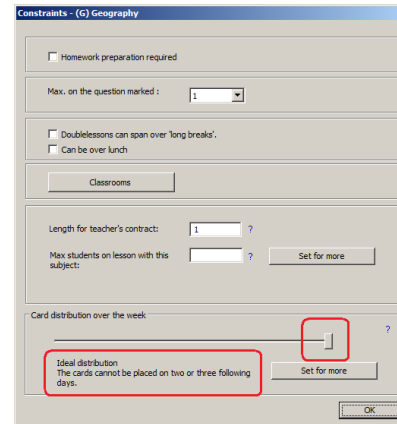 Constraints - (G) Geography
Homework preparation required
Max. on the question marked :
1
Doublelessons can span over 'long breaks'.
Can be over lunch
Classrooms
Length for teacher's contract:
1
?
Max students on lesson with this
subject:
?
Set for more
Card distribution over the week
?
Ideal distribution
The cards cannot be placed on two or three following
days.
Set for more
OK